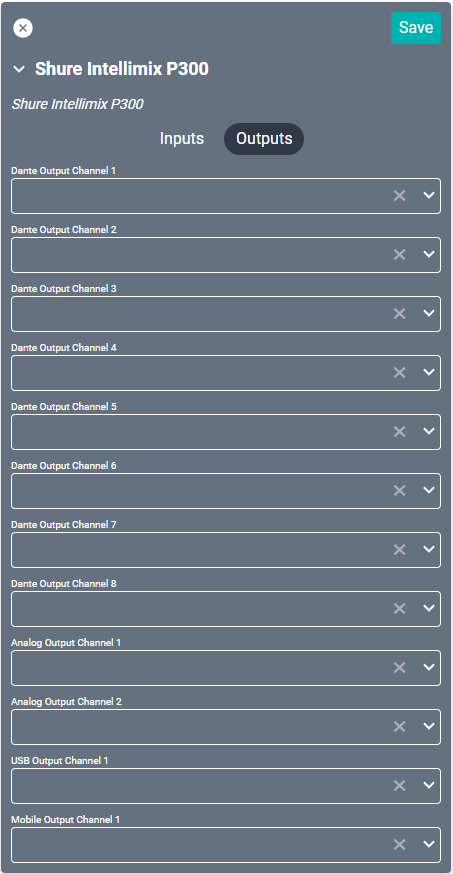 Save
Shure Intellimix P300
Shure Intellimix P300
Inputs Outputs
Dante Output Channel 1
Dante Output Channel 2
Dante Output Channel 3
Dante Output Channel 4
Dante Output Channel 5
Dante Output Channel 6
Dante Output Channel 7
Dante Output Channel 8
Analog Output Channel 1
Analog Output Channel 2
USB Output Channel 1
Mobile Output Channel 1